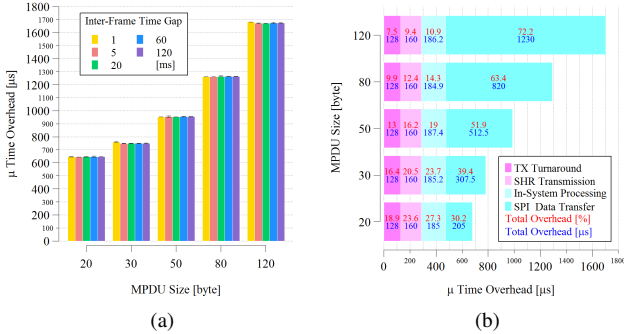 Inter-Frame Time Gap
1 60
5 120
20 [ms]
μ Time Overhead [μs]
1800
1700
1600
1500
1400
1300
1200
1100
1000
900
800
700
600
500
400
300
200
100
0
20 30 50 80 120
MPDU Size [byte]
(a)
MPDU Size [byte]
120
7.5 9.4 10.9 72.2
128 160 186.2 1230
80
9.9 12.4 14.3 63.4
128 160 184.9 820
50
13 16.2 19 51.9
128 160 187.4 512.5
30
16.4 20.5 23.7 39.4
128 160 185.2 307.5
20
18.9 23.6 27.3 30.2
128 160 185 205
TX Turnaround
SHR Transmission
In-System Processing
SPI Data Transfer
Total Overhead [%]
Total Overhead [μs]
0 200 400 600 800 1000 1200 1400 1600 1800
μ Time Overhead [μs]
(b)